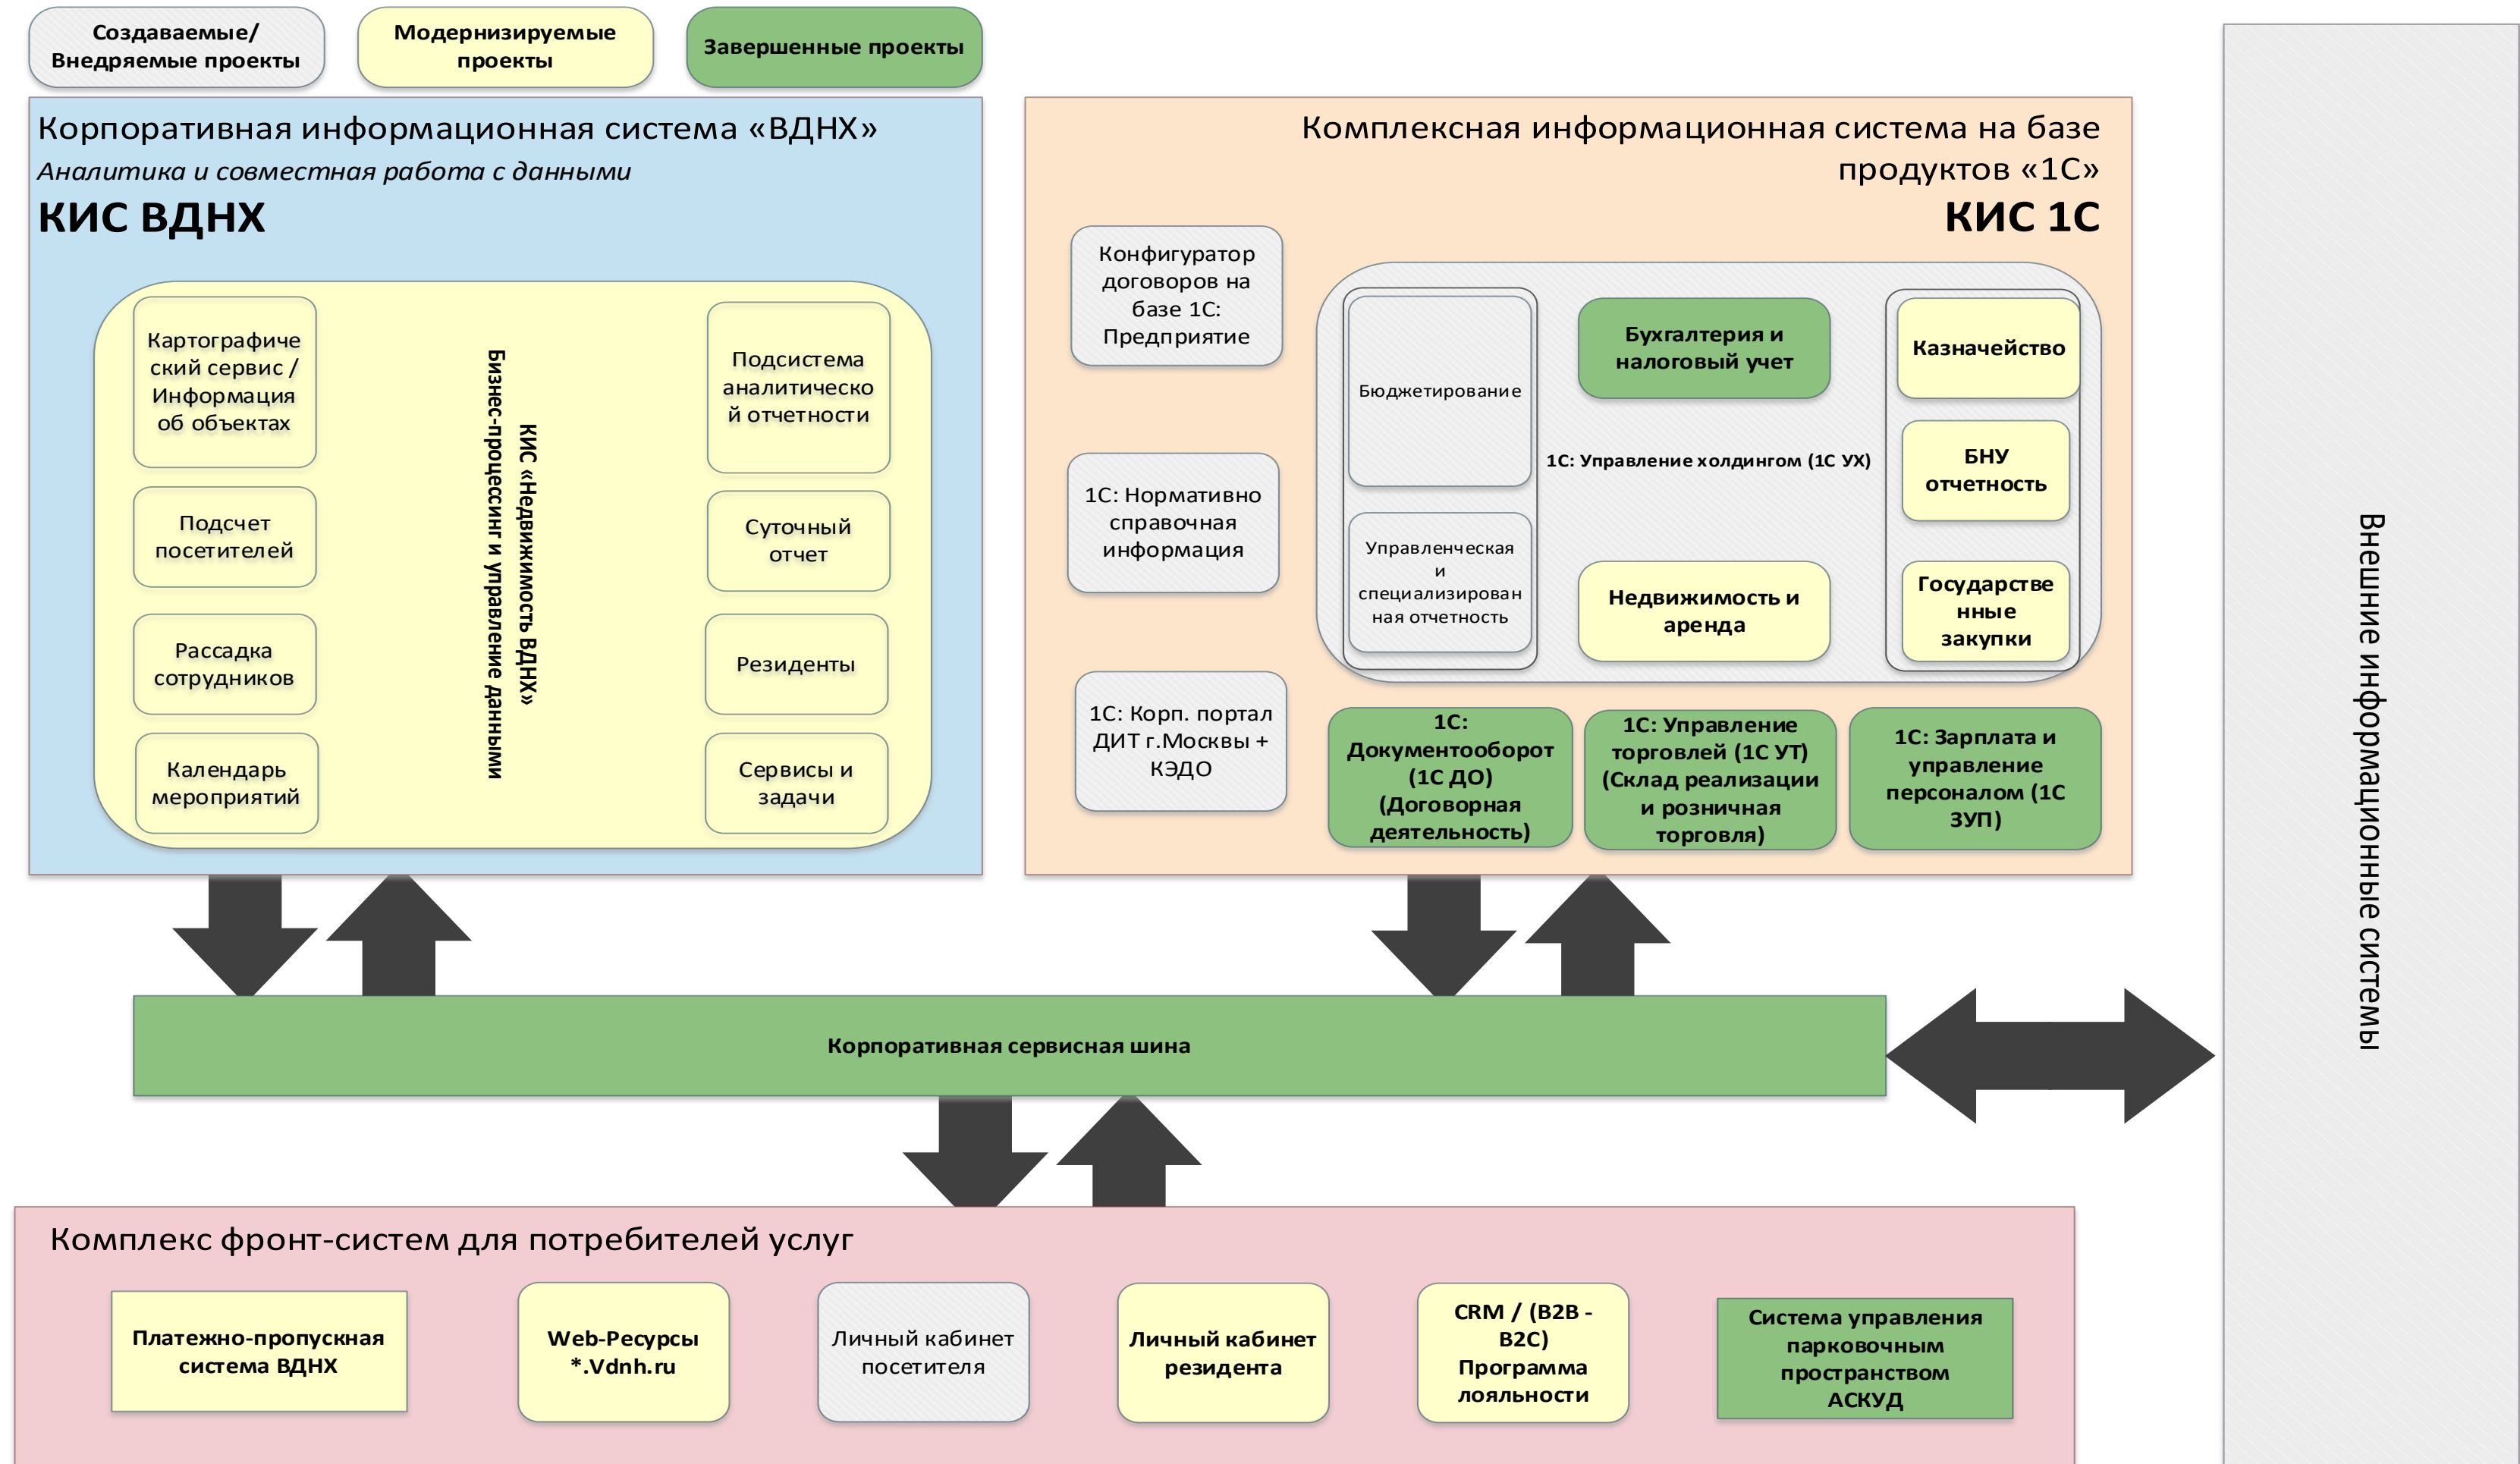 Создаваемые/
Внедряемые проекты
Модернизируемые
проекты
Завершенные проекты
Корпоративная информационная система «ВДНХ»
Аналитика и совместная работа с данными
КИС ВДНХ
Картографиче
ский сервис /
Информация
об объектах
Подсчет
посетителей
Рассадка
сотрудников
Календарь
мероприятий
КИС «Недвижимость ВДНХ»
Бизнес-процессинг и управление данными
Подсистема
аналитическо
й отчетности
Суточный
отчет
Резиденты
Сервисы и
задачи
Комплексная информационная система на базе
продуктов «1С»
КИС 1С
Конфигуратор
договоров на
базе 1С:
Предприятие
1С: Нормативно
справочная
информация
1С: Корп. портал
ДИТ г.Москвы +
КЭДО
Бюджетирование
Управленческая
и
специализирован
ная отчетность
Бухгалтерия и
налоговый учет
1С: Управление холдингом (1С УХ)
Недвижимость и
аренда
Казначейство
БНУ
отчетность
Государстве
нные
закупки
1С:
Документооборот
(1С ДО)
(Договорная
деятельность)
1С: Управление
торговлей (1С УТ)
(Склад реализации
и розничная
торговля)
1С: Зарплата и
управление
персоналом (1С
ЗУП)
Внешние информационные системы
Корпоративная сервисная шина
Комплекс фронт-систем для потребителей услуг
Платежно-пропускная
система ВДНХ
Web-Ресурсы
*.Vdnh.ru
Личный кабинет
посетителя
Личный кабинет
резидента
CRM / (B2B -
B2C)
Программа
лояльности
Система управления
парковочным
пространством
АСКУД